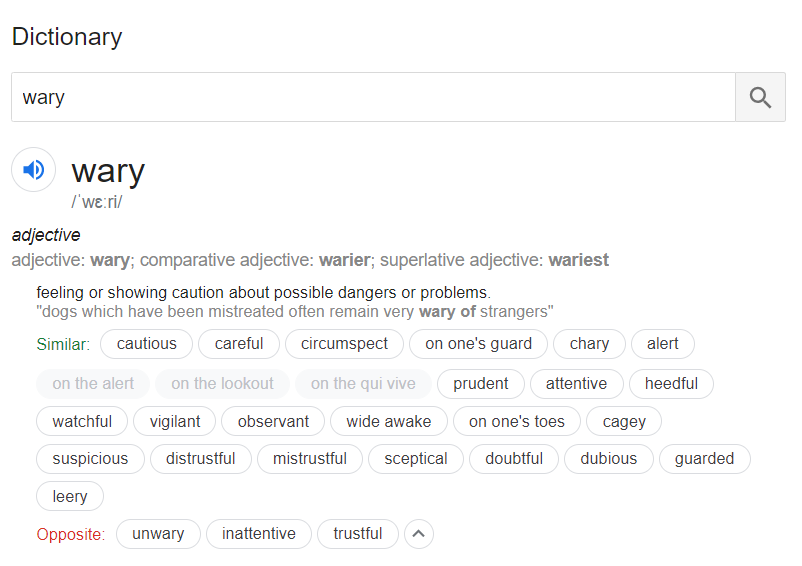 Dictionary
wary
wary
/ˈwɛːri/
adjective
adjective: wary; comparative adjective: warier; superlative adjective: wariest
feeling or showing caution about possible dangers or problems.
"dogs which have been mistreated often remain very wary of strangers"
Similar: cautious careful circumspect on one's guard chary alert
on the alert on the lookout on the qui vive prudent attentive heedful
watchful vigilant observant wide awake on one's toes cagey
suspicious distrustful mistrustful sceptical doubtful dubious guarded
leery
Opposite: unwary inattentive trustful